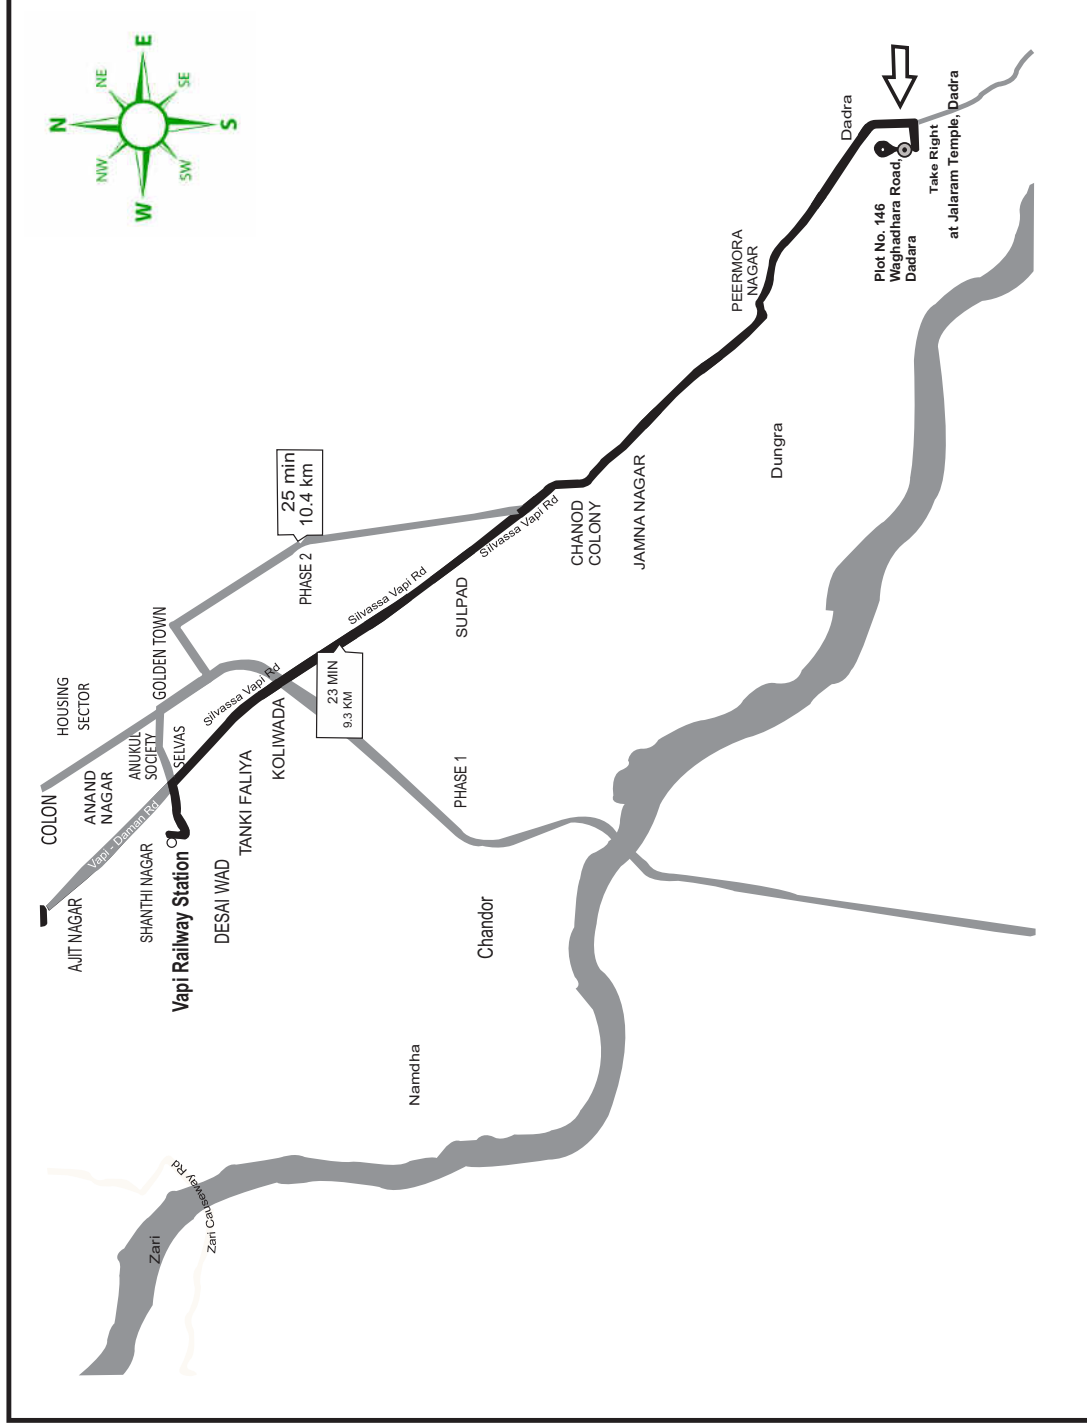 N
NE
E
SE
S
SW
W
NW
COLON
HOUSING
SECTOR
ANAND
NAGAR
Vapi - Daman Rd
AJIT NAGAR
SHANTHI NAGAR
ANUKUL
SOCIETY
GOLDEN TOWN
SELVAS
Vapi Railway Station
DESAI WAD
TANKI FALIYA
KOLIWADA
Silvassa Vapi Rd
25 min
10.4 km
PHASE 2
23 MIN
9.3 KM
Silvassa Vapi Rd
SULPAD
PHASE 1
Silvassa Vapi Rd
CHANOD
COLONY
JAMNA NAGAR
PEERMORA
NAGAR
Dungra
Dadra
Plot No. 146
Waghadhara Road,
Dadara
Take Right
at Jalaram Temple, Dadra
Chandor
Namdha
Zari
Zari Causeway Rd